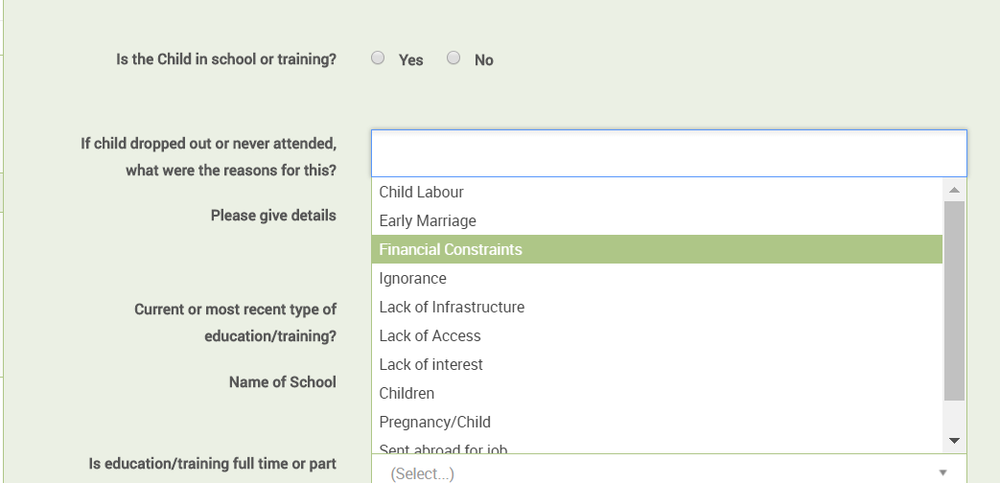 Is the Child in school or training?
Yes
No
If child dropped out or never attended,
what were the reasons for this?
Please give details
Child Labour
Early Marriage
Financial Constraints
Ignorance
Lack of Infrastructure
Lack of Access
Lack of interest
Children
Pregnancy/Child
Sent abroad for job
Current or most recent type of
education/training?
Name of School
Is education/training full time or part
(Select...)